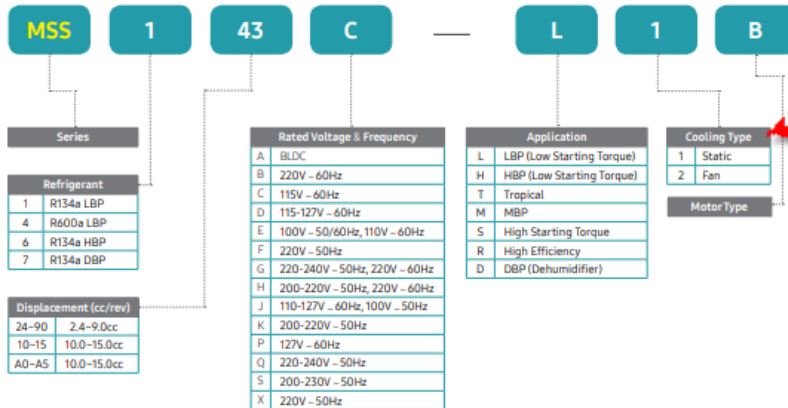 MSS 1 43 C — L 1 B
Series
Refrigerant
1 R134a LBP
4 R600a LBP
6 R134a HBP
7 R134a DBP
Displacement (cc/rev)
24~90 2.4~9.0cc
10~15 10.0~15.0cc
A0~A5 10.0~15.0cc
Rated Voltage & Frequency
A BLDC
B 220V ~ 60Hz
C 115V ~ 60Hz
D 115-127V ~ 60Hz
E 100V ~ 50/60Hz, 110V ~ 60Hz
F 220V ~ 50Hz
G 220-240V ~ 50Hz, 220V ~ 60Hz
H 200-220V ~ 50Hz, 220V ~ 60Hz
J 110-127V ~ 60Hz, 100V ~ 50Hz
K 200-220V ~ 50Hz
P 127V ~ 60Hz
Q 220-240V ~ 50Hz
S 200-230V ~ 50Hz
X 220V ~ 50Hz
Application
L LBP (Low Starting Torque)
H HBP (Low Starting Torque)
T Tropical
M MBP
S High Starting Torque
R High Efficiency
D DBP (Dehumidifier)
Cooling Type
1 Static
2 Fan
Motor Type